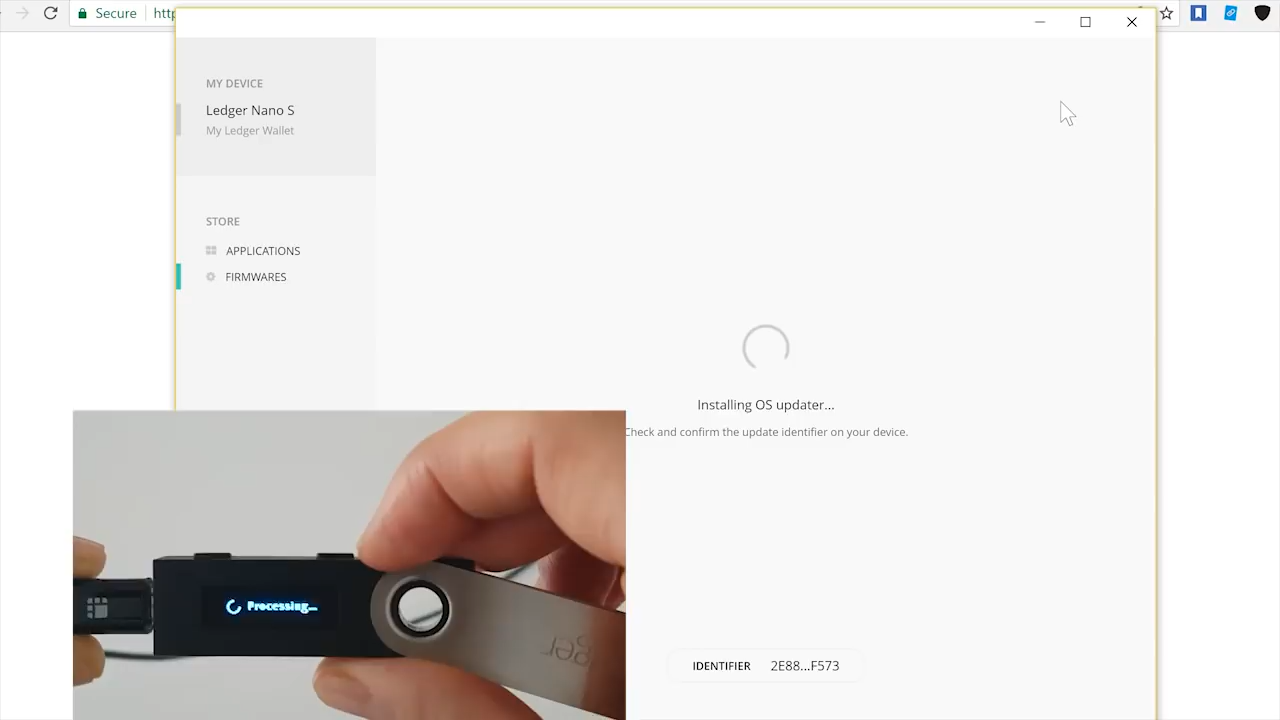 Secure
http
MY DEVICE
Ledger Nano S
My Ledger Wallet
STORE
APPLICATIONS
FIRMWARES
Installing OS updater...
Check and confirm the update identifier on your device.
Processing...
IDENTIFIER 2E88...F573